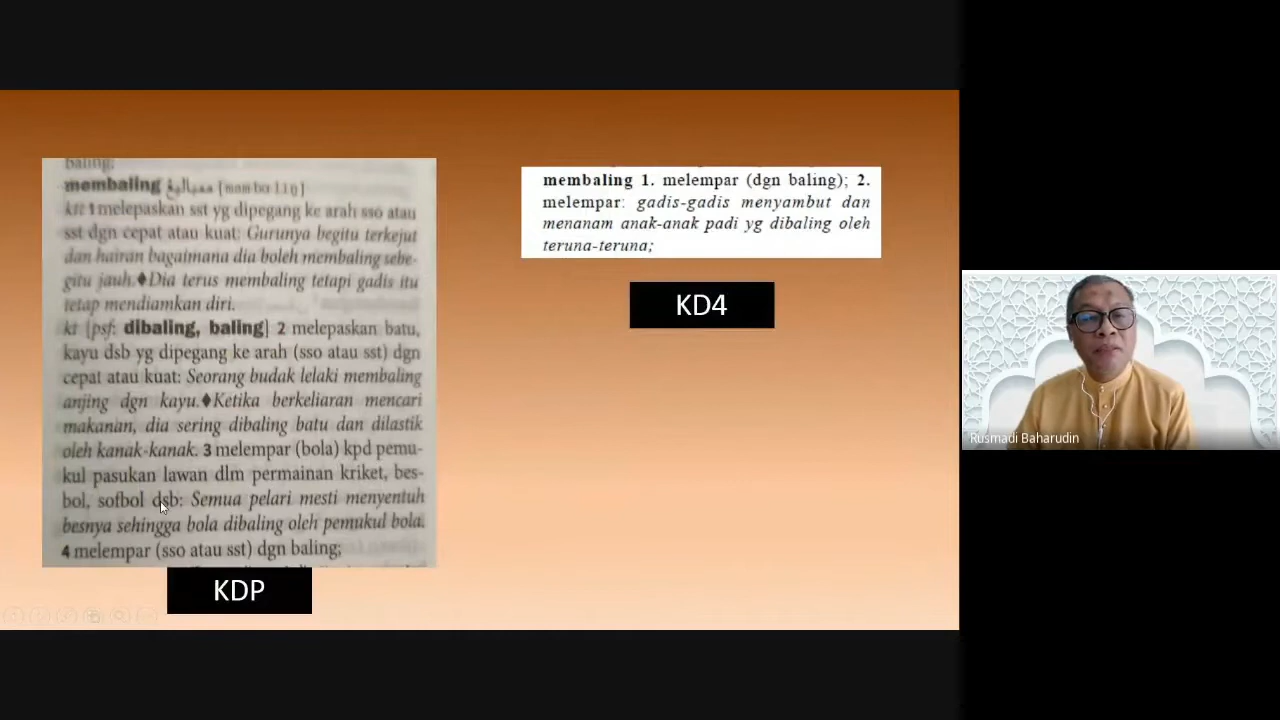 baling;
membaling ممباليڠ [məm ba lIŋ]
ktt 1 melepaskan sst yg dipegang ke arah sso atau
sst dgn cepat atau kuat: Gurunya begitu terkejut
dan hairan bagaimana dia boleh membaling sebe-
gitu jauh.♦Dia terus membaling tetapi gadis itu
tetap mendiamkan diri.
kt [psf: dibaling, baling] 2 melepaskan batu,
kayu dsb yg dipegang ke arah (sso atau sst) dgn
cepat atau kuat: Seorang budak lelaki membaling
anjing dgn kayu.♦Ketika berkeliaran mencari
makanan, dia sering dibaling batu dan dilastik
oleh kanak-kanak. 3 melempar (bola) kpd pemu-
kul pasukan lawan dlm permainan kriket, bes-
bol, sofbol dsb: Semua pelari mesti menyentuh
besnya sehingga bola dibaling oleh pemukul bola.
4 melempar (sso atau sst) dgn baling;
KDP
membaling 1. melempar (dgn baling); 2.
melempar: gadis-gadis menyambut dan
menanam anak-anak padi yg dibaling oleh
teruna-teruna;
KD4
Rusmadi Baharudin